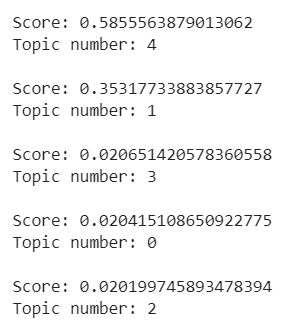 Score: 0.5855563879013062
Topic number: 4
Score: 0.35317733883857727
Topic number: 1
Score: 0.020651420578360558
Topic number: 3
Score: 0.020415108650922775
Topic number: 0
Score: 0.020199745893478394
Topic number: 2